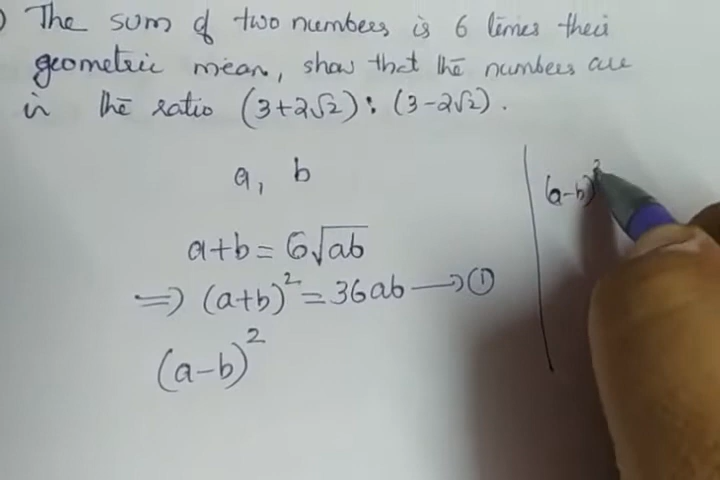 ) The sum of two numbers is 6 times their
geometric mean, show that the numbers are
in the ratio (3+2√2) : (3-2√2).
a, b
a+b = 6√ab
=> (a+b)² = 36ab —> ①
(a-b)²
(a-b)²